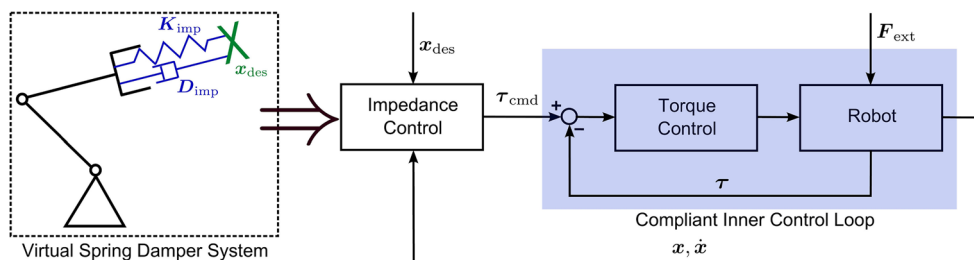 K_imp
x_des
D_imp
Virtual Spring Damper System
x_des
Impedance
Control
τ_cmd
+
−
Torque
Control
F_ext
Robot
τ
Compliant Inner Control Loop
x, ẋ